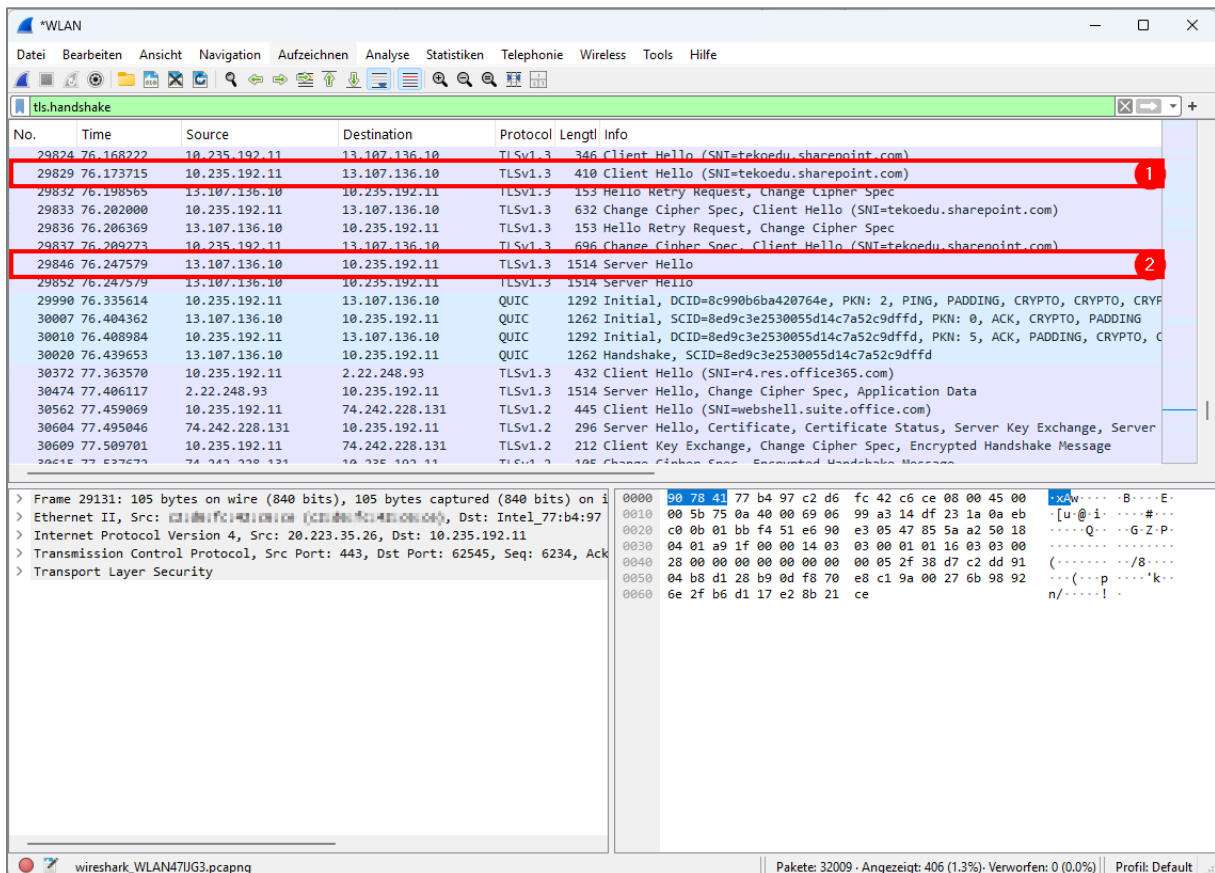 *WLAN
Datei Bearbeiten Ansicht Navigation Aufzeichnen Analyse Statistiken Telephonie Wireless Tools Hilfe
tls.handshake
No. Time Source Destination Protocol Lengtl Info
29824 76.168222 10.235.192.11 13.107.136.10 TLSv1.3 346 Client Hello (SNI=tekoedu.sharepoint.com)
29829 76.173715 10.235.192.11 13.107.136.10 TLSv1.3 410 Client Hello (SNI=tekoedu.sharepoint.com) 1
29832 76.198565 13.107.136.10 10.235.192.11 TLSv1.3 153 Hello Retry Request, Change Cipher Spec
29833 76.202000 10.235.192.11 13.107.136.10 TLSv1.3 632 Change Cipher Spec, Client Hello (SNI=tekoedu.sharepoint.com)
29836 76.206369 13.107.136.10 10.235.192.11 TLSv1.3 153 Hello Retry Request, Change Cipher Spec
29837 76.209273 10.235.192.11 13.107.136.10 TLSv1.3 696 Change Cipher Spec, Client Hello (SNI=tekoedu.sharepoint.com)
29846 76.247579 13.107.136.10 10.235.192.11 TLSv1.3 1514 Server Hello 2
29852 76.247579 13.107.136.10 10.235.192.11 TLSv1.3 1514 Server Hello
29990 76.335614 10.235.192.11 13.107.136.10 QUIC 1292 Initial, DCID=8c990b6ba420764e, PKN: 2, PING, PADDING, CRYPTO, CRYPTO, CRYP
30007 76.404362 13.107.136.10 10.235.192.11 QUIC 1262 Initial, SCID=8ed9c3e2530055d14c7a52c9dffd, PKN: 0, ACK, CRYPTO, PADDING
30010 76.408984 10.235.192.11 13.107.136.10 QUIC 1292 Initial, DCID=8ed9c3e2530055d14c7a52c9dffd, PKN: 5, ACK, PADDING, CRYPTO, C
30020 76.439653 13.107.136.10 10.235.192.11 QUIC 1262 Handshake, SCID=8ed9c3e2530055d14c7a52c9dffd
30372 77.363570 10.235.192.11 2.22.248.93 TLSv1.3 432 Client Hello (SNI=r4.res.office365.com)
30474 77.406117 2.22.248.93 10.235.192.11 TLSv1.3 1514 Server Hello, Change Cipher Spec, Application Data
30562 77.459069 10.235.192.11 74.242.228.131 TLSv1.2 445 Client Hello (SNI=webshell.suite.office.com)
30604 77.495046 74.242.228.131 10.235.192.11 TLSv1.2 296 Server Hello, Certificate, Certificate Status, Server Key Exchange, Server
30609 77.509701 10.235.192.11 74.242.228.131 TLSv1.2 212 Client Key Exchange, Change Cipher Spec, Encrypted Handshake Message
30615 77.537672 74.242.228.131 10.235.192.11 TLSv1.2 105 Change Cipher Spec, Encrypted Handshake Message
> Frame 29131: 105 bytes on wire (840 bits), 105 bytes captured (840 bits) on i
> Ethernet II, Src: Dst: Intel_77:b4:97
> Internet Protocol Version 4, Src: 20.223.35.26, Dst: 10.235.192.11
> Transmission Control Protocol, Src Port: 443, Dst Port: 62545, Seq: 6234, Ack
> Transport Layer Security
0000 90 78 41 77 b4 97 c2 d6 fc 42 c6 ce 08 00 45 00 ·xAw···· ·B····E·
0010 00 5b 75 0a 40 00 69 06 99 a3 14 df 23 1a 0a eb ·[u·@·i· ····#···
0020 c0 0b 01 bb f4 51 e6 90 e3 05 47 85 5a a2 50 18 ·····Q·· ··G·Z·P·
0030 04 01 a9 1f 00 00 14 03 03 00 01 01 16 03 03 00 ········ ········
0040 28 00 00 00 00 00 00 00 00 05 2f 38 d7 c2 dd 91 (······· ··/8····
0050 04 b8 d1 28 b9 0d f8 70 e8 c1 9a 00 27 6b 98 92 ···(···p ····'k··
0060 6e 2f b6 d1 17 e2 8b 21 ce n/·····! ·
wireshark_WLAN47IJG3.pcapng Pakete: 32009 · Angezeigt: 406 (1.3%)· Verworfen: 0 (0.0%) Profil: Default